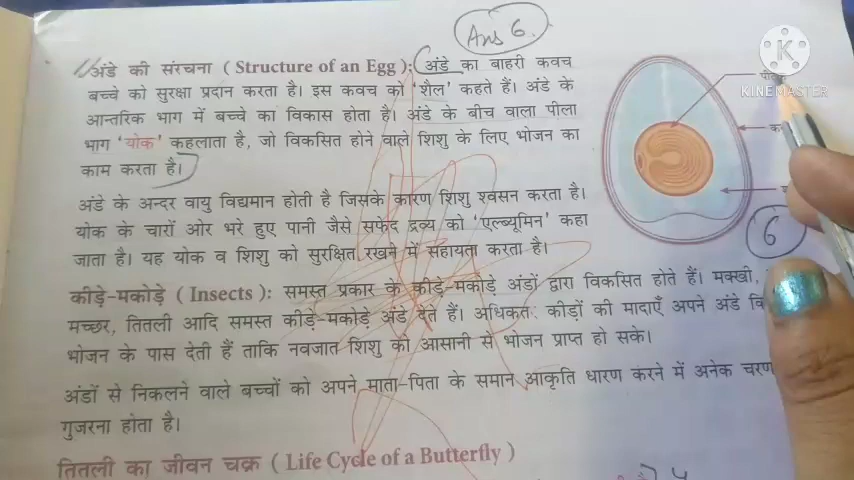 Ans 6.
अंडे की संरचना ( Structure of an Egg ): अंडे का बाहरी कवच
बच्चे को सुरक्षा प्रदान करता है। इस कवच को 'शैल' कहते हैं। अंडे के
आन्तरिक भाग में बच्चे का विकास होता है। अंडे के बीच वाला पीला
भाग 'योक' कहलाता है, जो विकसित होने वाले शिशु के लिए भोजन का
काम करता है।
KINEMASTER
6
अंडे के अन्दर वायु विद्यमान होती है जिसके कारण शिशु श्वसन करता है।
योक के चारों ओर भरे हुए पानी जैसे सफेद द्रव्य को 'एल्ब्यूमिन' कहा
जाता है। यह योक व शिशु को सुरक्षित रखने में सहायता करता है।
कीड़े-मकोड़े ( Insects ): समस्त प्रकार के कीड़े-मकोड़े अंडों द्वारा विकसित होते हैं। मक्खी,
मच्छर, तितली आदि समस्त कीड़े-मकोड़े अंडे देते हैं। अधिकतः कीड़ों की मादाएँ अपने अंडे
भोजन के पास देती हैं ताकि नवजात शिशु को आसानी से भोजन प्राप्त हो सके।
अंडों से निकलने वाले बच्चों को अपने माता-पिता के समान आकृति धारण करने में अनेक चरण
गुजरना होता है।
तितली का जीवन चक्र ( Life Cycle of a Butterfly )